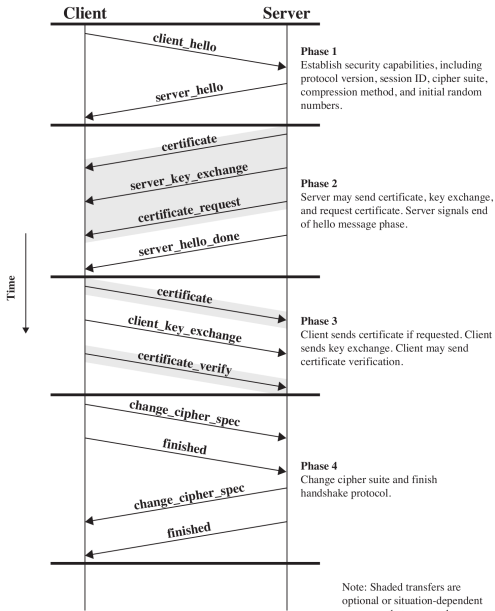 Client
Server
client_hello
server_hello
Phase 1
Establish security capabilities, including
protocol version, session ID, cipher suite,
compression method, and initial random
numbers.
certificate
server_key_exchange
certificate_request
server_hello_done
Phase 2
Server may send certificate, key exchange,
and request certificate. Server signals end
of hello message phase.
Time
certificate
client_key_exchange
certificate_verify
Phase 3
Client sends certificate if requested. Client
sends key exchange. Client may send
certificate verification.
change_cipher_spec
finished
change_cipher_spec
finished
Phase 4
Change cipher suite and finish
handshake protocol.
Note: Shaded transfers are
optional or situation-dependent